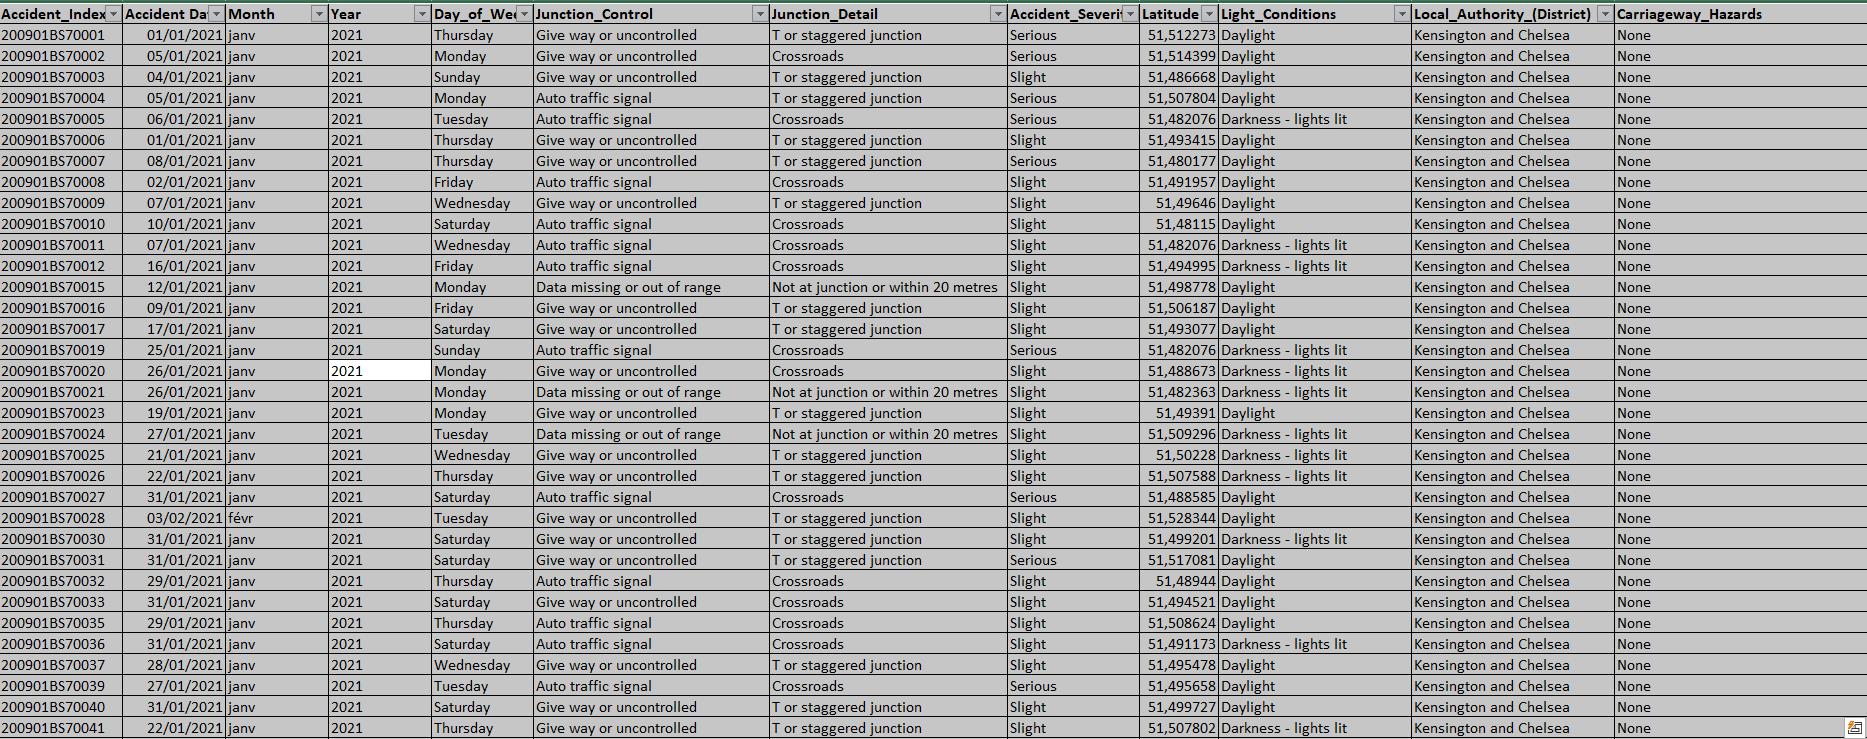 Accident_Index Accident Da Month Year Day_of_We Junction_Control Junction_Detail Accident_Severi Latitude Light_Conditions Local_Authority_(District) Carriageway_Hazards
200901BS70001 01/01/2021 janv 2021 Thursday Give way or uncontrolled T or staggered junction Serious 51,512273 Daylight Kensington and Chelsea None
200901BS70002 05/01/2021 janv 2021 Monday Give way or uncontrolled Crossroads Serious 51,514399 Daylight Kensington and Chelsea None
200901BS70003 04/01/2021 janv 2021 Sunday Give way or uncontrolled T or staggered junction Slight 51,486668 Daylight Kensington and Chelsea None
200901BS70004 05/01/2021 janv 2021 Monday Auto traffic signal T or staggered junction Serious 51,507804 Daylight Kensington and Chelsea None
200901BS70005 06/01/2021 janv 2021 Tuesday Auto traffic signal Crossroads Serious 51,482076 Darkness - lights lit Kensington and Chelsea None
200901BS70006 01/01/2021 janv 2021 Thursday Give way or uncontrolled T or staggered junction Slight 51,493415 Daylight Kensington and Chelsea None
200901BS70007 08/01/2021 janv 2021 Thursday Give way or uncontrolled T or staggered junction Serious 51,480177 Daylight Kensington and Chelsea None
200901BS70008 02/01/2021 janv 2021 Friday Auto traffic signal Crossroads Slight 51,491957 Daylight Kensington and Chelsea None
200901BS70009 07/01/2021 janv 2021 Wednesday Give way or uncontrolled T or staggered junction Slight 51,49646 Daylight Kensington and Chelsea None
200901BS70010 10/01/2021 janv 2021 Saturday Auto traffic signal Crossroads Slight 51,48115 Daylight Kensington and Chelsea None
200901BS70011 07/01/2021 janv 2021 Wednesday Auto traffic signal Crossroads Slight 51,482076 Darkness - lights lit Kensington and Chelsea None
200901BS70012 16/01/2021 janv 2021 Friday Auto traffic signal Crossroads Slight 51,494995 Darkness - lights lit Kensington and Chelsea None
200901BS70015 12/01/2021 janv 2021 Monday Data missing or out of range Not at junction or within 20 metres Slight 51,498778 Daylight Kensington and Chelsea None
200901BS70016 09/01/2021 janv 2021 Friday Give way or uncontrolled T or staggered junction Slight 51,506187 Daylight Kensington and Chelsea None
200901BS70017 17/01/2021 janv 2021 Saturday Give way or uncontrolled T or staggered junction Slight 51,493077 Daylight Kensington and Chelsea None
200901BS70019 25/01/2021 janv 2021 Sunday Auto traffic signal Crossroads Serious 51,482076 Darkness - lights lit Kensington and Chelsea None
200901BS70020 26/01/2021 janv 2021 Monday Give way or uncontrolled Crossroads Slight 51,488673 Darkness - lights lit Kensington and Chelsea None
200901BS70021 26/01/2021 janv 2021 Monday Data missing or out of range Not at junction or within 20 metres Slight 51,482363 Darkness - lights lit Kensington and Chelsea None
200901BS70023 19/01/2021 janv 2021 Monday Give way or uncontrolled T or staggered junction Slight 51,49391 Daylight Kensington and Chelsea None
200901BS70024 27/01/2021 janv 2021 Tuesday Data missing or out of range Not at junction or within 20 metres Slight 51,509296 Darkness - lights lit Kensington and Chelsea None
200901BS70025 21/01/2021 janv 2021 Wednesday Give way or uncontrolled T or staggered junction Slight 51,50228 Darkness - lights lit Kensington and Chelsea None
200901BS70026 22/01/2021 janv 2021 Thursday Give way or uncontrolled T or staggered junction Slight 51,507588 Darkness - lights lit Kensington and Chelsea None
200901BS70027 31/01/2021 janv 2021 Saturday Auto traffic signal Crossroads Serious 51,488585 Daylight Kensington and Chelsea None
200901BS70028 03/02/2021 févr 2021 Tuesday Give way or uncontrolled T or staggered junction Slight 51,528344 Daylight Kensington and Chelsea None
200901BS70030 31/01/2021 janv 2021 Saturday Give way or uncontrolled T or staggered junction Slight 51,499201 Darkness - lights lit Kensington and Chelsea None
200901BS70031 31/01/2021 janv 2021 Saturday Give way or uncontrolled T or staggered junction Serious 51,517081 Daylight Kensington and Chelsea None
200901BS70032 29/01/2021 janv 2021 Thursday Auto traffic signal Crossroads Slight 51,48944 Daylight Kensington and Chelsea None
200901BS70033 31/01/2021 janv 2021 Saturday Give way or uncontrolled Crossroads Slight 51,494521 Daylight Kensington and Chelsea None
200901BS70035 29/01/2021 janv 2021 Thursday Auto traffic signal Crossroads Slight 51,508624 Daylight Kensington and Chelsea None
200901BS70036 31/01/2021 janv 2021 Saturday Auto traffic signal Crossroads Slight 51,491173 Darkness - lights lit Kensington and Chelsea None
200901BS70037 28/01/2021 janv 2021 Wednesday Give way or uncontrolled T or staggered junction Slight 51,495478 Daylight Kensington and Chelsea None
200901BS70039 27/01/2021 janv 2021 Tuesday Auto traffic signal Crossroads Serious 51,495658 Daylight Kensington and Chelsea None
200901BS70040 31/01/2021 janv 2021 Saturday Give way or uncontrolled T or staggered junction Slight 51,499727 Daylight Kensington and Chelsea None
200901BS70041 22/01/2021 janv 2021 Thursday Give way or uncontrolled T or staggered junction Slight 51,507802 Darkness - lights lit Kensington and Chelsea None